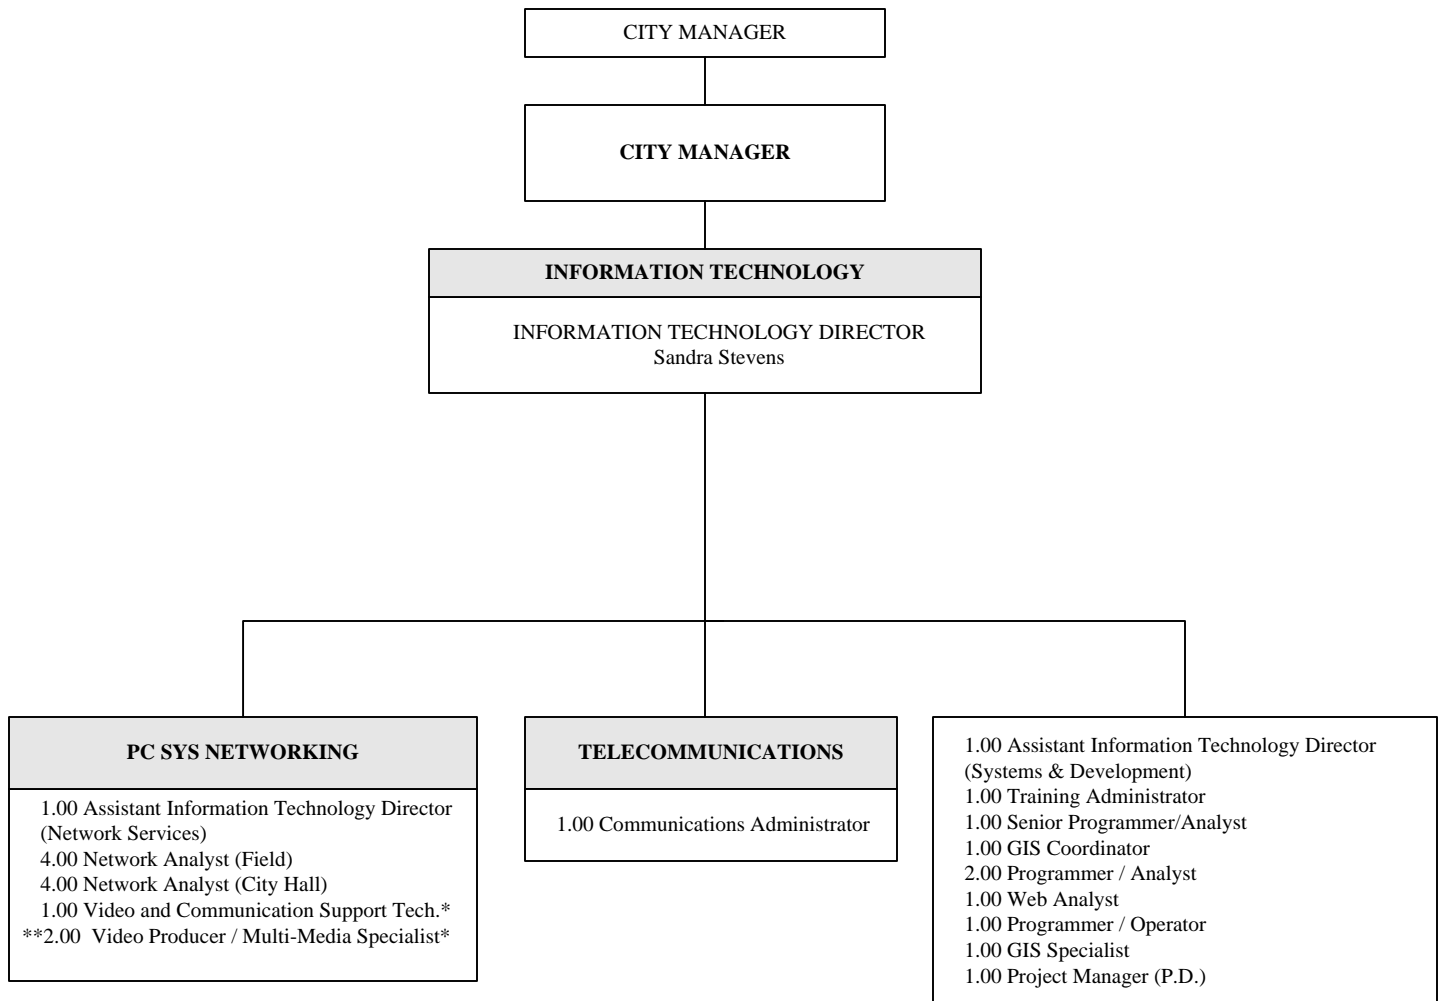 CITY MANAGER
CITY MANAGER
INFORMATION TECHNOLOGY
INFORMATION TECHNOLOGY DIRECTOR
Sandra Stevens
PC SYS NETWORKING
1.00 Assistant Information Technology Director
(Network Services)
4.00 Network Analyst (Field)
4.00 Network Analyst (City Hall)
1.00 Video and Communication Support Tech.*
**2.00 Video Producer / Multi-Media Specialist*
TELECOMMUNICATIONS
1.00 Communications Administrator
1.00 Assistant Information Technology Director
(Systems & Development)
1.00 Training Administrator
1.00 Senior Programmer/Analyst
1.00 GIS Coordinator
2.00 Programmer / Analyst
1.00 Web Analyst
1.00 Programmer / Operator
1.00 GIS Specialist
1.00 Project Manager (P.D.)